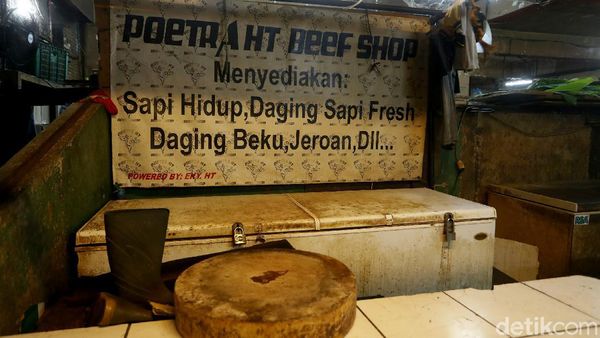 POETRA HT BEEF SHOP
Menyediakan:
Sapi Hidup,Daging Sapi Fresh
Daging Beku,Jeroan,Dll...
POWERED BY: EKY. HT
RSA
detikcom